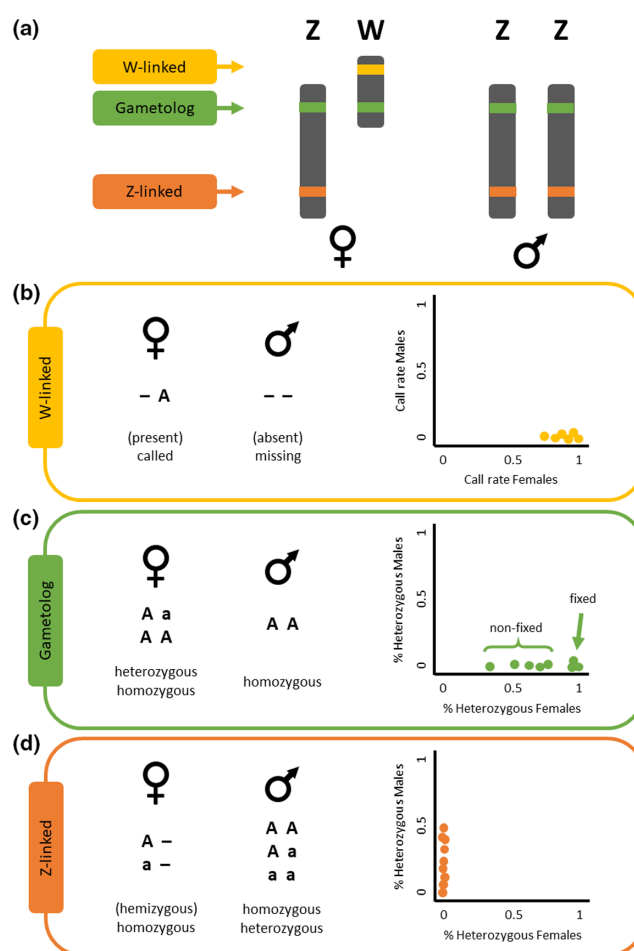 (a)
Z W Z Z
W-linked
Gametolog
Z-linked
♀ ♂
(b)
W-linked
♀ ♂
– A – –
(present) (absent)
called missing
Call rate Males
1
0.5
0
0 0.5 1
Call rate Females
(c)
Gametolog
♀ ♂
A a
A A
A A
heterozygous
homozygous
homozygous
% Heterozygous Males
1
0.5
0
non-fixed
fixed
0 0.5 1
% Heterozygous Females
(d)
Z-linked
♀ ♂
A –
a –
A A
A a
a a
(hemizygous)
homozygous
homozygous
heterozygous
% Heterozygous Males
1
0.5
0
0 0.5 1
% Heterozygous Females